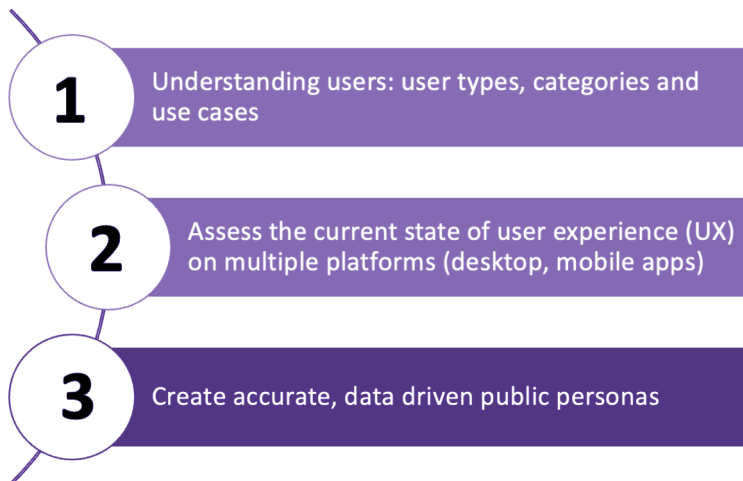 1
Understanding users: user types, categories and
use cases
2
Assess the current state of user experience (UX)
on multiple platforms (desktop, mobile apps)
3
Create accurate, data driven public personas